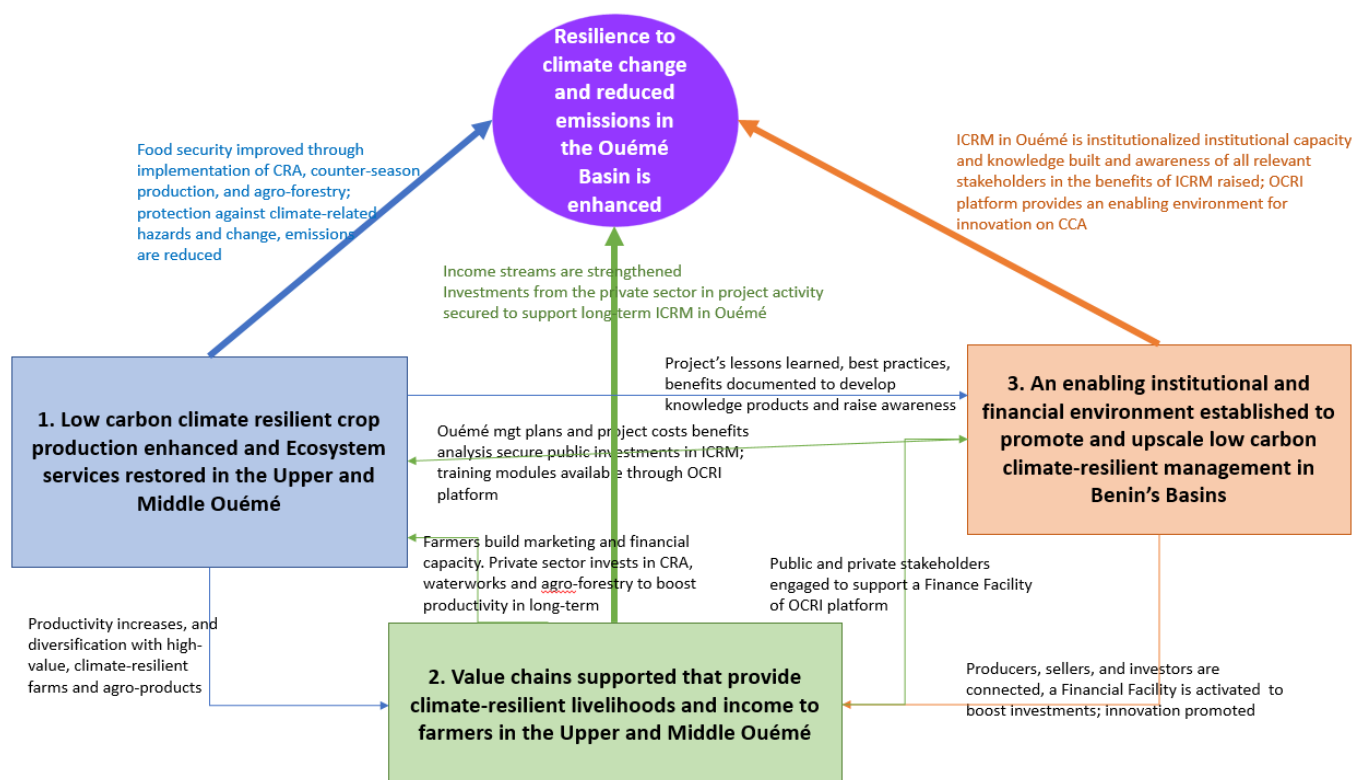 Resilience to
climate change
and reduced
emissions in
the Ouémé
Basin is
enhanced
Food security improved through
implementation of CRA, counter-season
production, and agro-forestry;
protection against climate-related
hazards and change, emissions
are reduced
ICRM in Ouémé is institutionalized institutional capacity
and knowledge built and awareness of all relevant
stakeholders in the benefits of ICRM raised; OCRI
platform provides an enabling environment for
innovation on CCA
Income streams are strengthened
Investments from the private sector in project activity
secured to support long-term ICRM in Ouémé
1. Low carbon climate resilient crop
production enhanced and Ecosystem
services restored in the Upper and
Middle Ouémé
Project's lessons learned, best practices,
benefits documented to develop
knowledge products and raise awareness
3. An enabling institutional and
financial environment established to
promote and upscale low carbon
climate-resilient management in
Benin's Basins
Ouémé mgt plans and project costs benefits
analysis secure public investments in ICRM;
training modules available through OCRI
platform
Farmers build marketing and financial
capacity. Private sector invests in CRA,
waterworks and agro-forestry to boost
productivity in long-term
Public and private stakeholders
engaged to support a Finance Facility
of OCRI platform
Productivity increases, and
diversification with high-
value, climate-resilient
farms and agro-products
2. Value chains supported that provide
climate-resilient livelihoods and income to
farmers in the Upper and Middle Ouémé
Producers, sellers, and investors are
connected, a Financial Facility is activated to
boost investments; innovation promoted